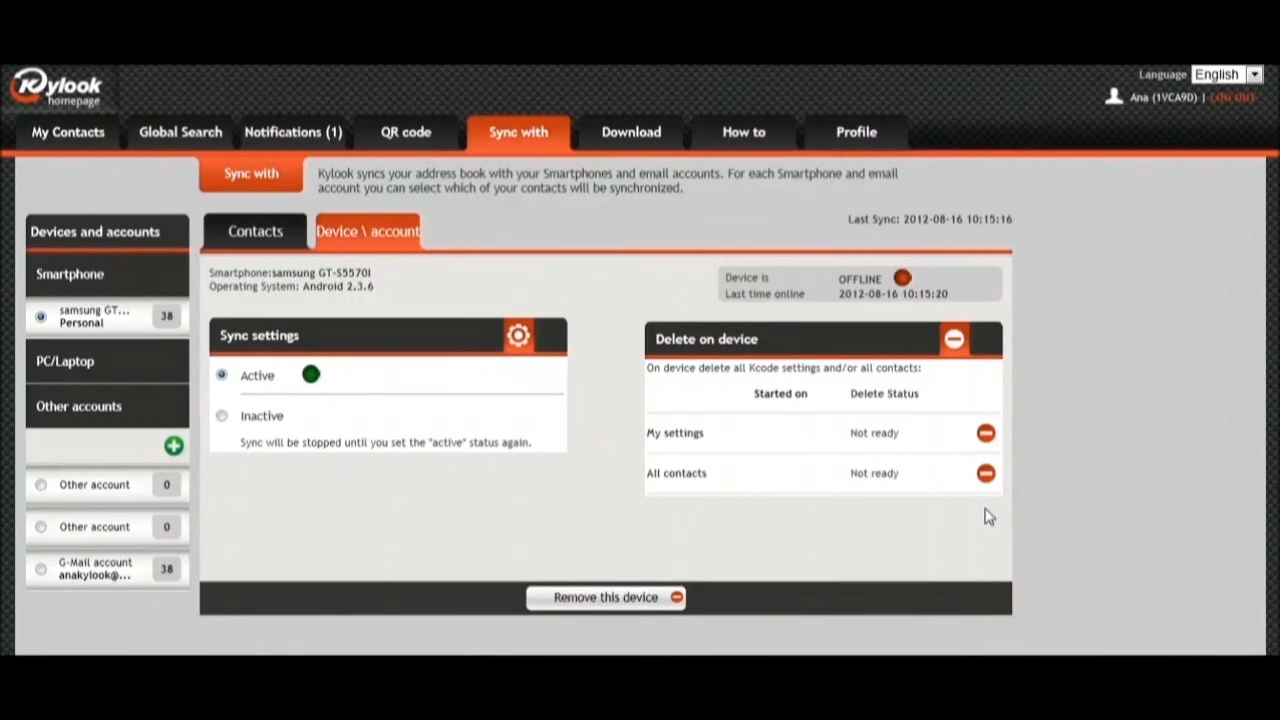 Language English
Kylook
homepage
Ana (1VCA9D) | LOG OUT
My Contacts
Global Search
Notifications (1)
QR code
Sync with
Download
How to
Profile
Sync with
Kylook syncs your address book with your Smartphones and email accounts. For each Smartphone and email
account you can select which of your contacts will be synchronized.
Devices and accounts
Smartphone
samsung GT...
Personal
38
PC/Laptop
Other accounts
Other account 0
Other account 0
G-Mail account
anakylook@...
38
Contacts
Device \ account
Last Sync: 2012-08-16 10:15:16
Smartphone:samsung GT-S5570I
Operating System: Android 2.3.6
Device is OFFLINE
Last time online 2012-08-16 10:15:20
Sync settings
Active
Inactive
Sync will be stopped until you set the "active" status again.
Delete on device
On device delete all Kcode settings and/or all contacts:
Started on Delete Status
My settings Not ready
All contacts Not ready
Remove this device